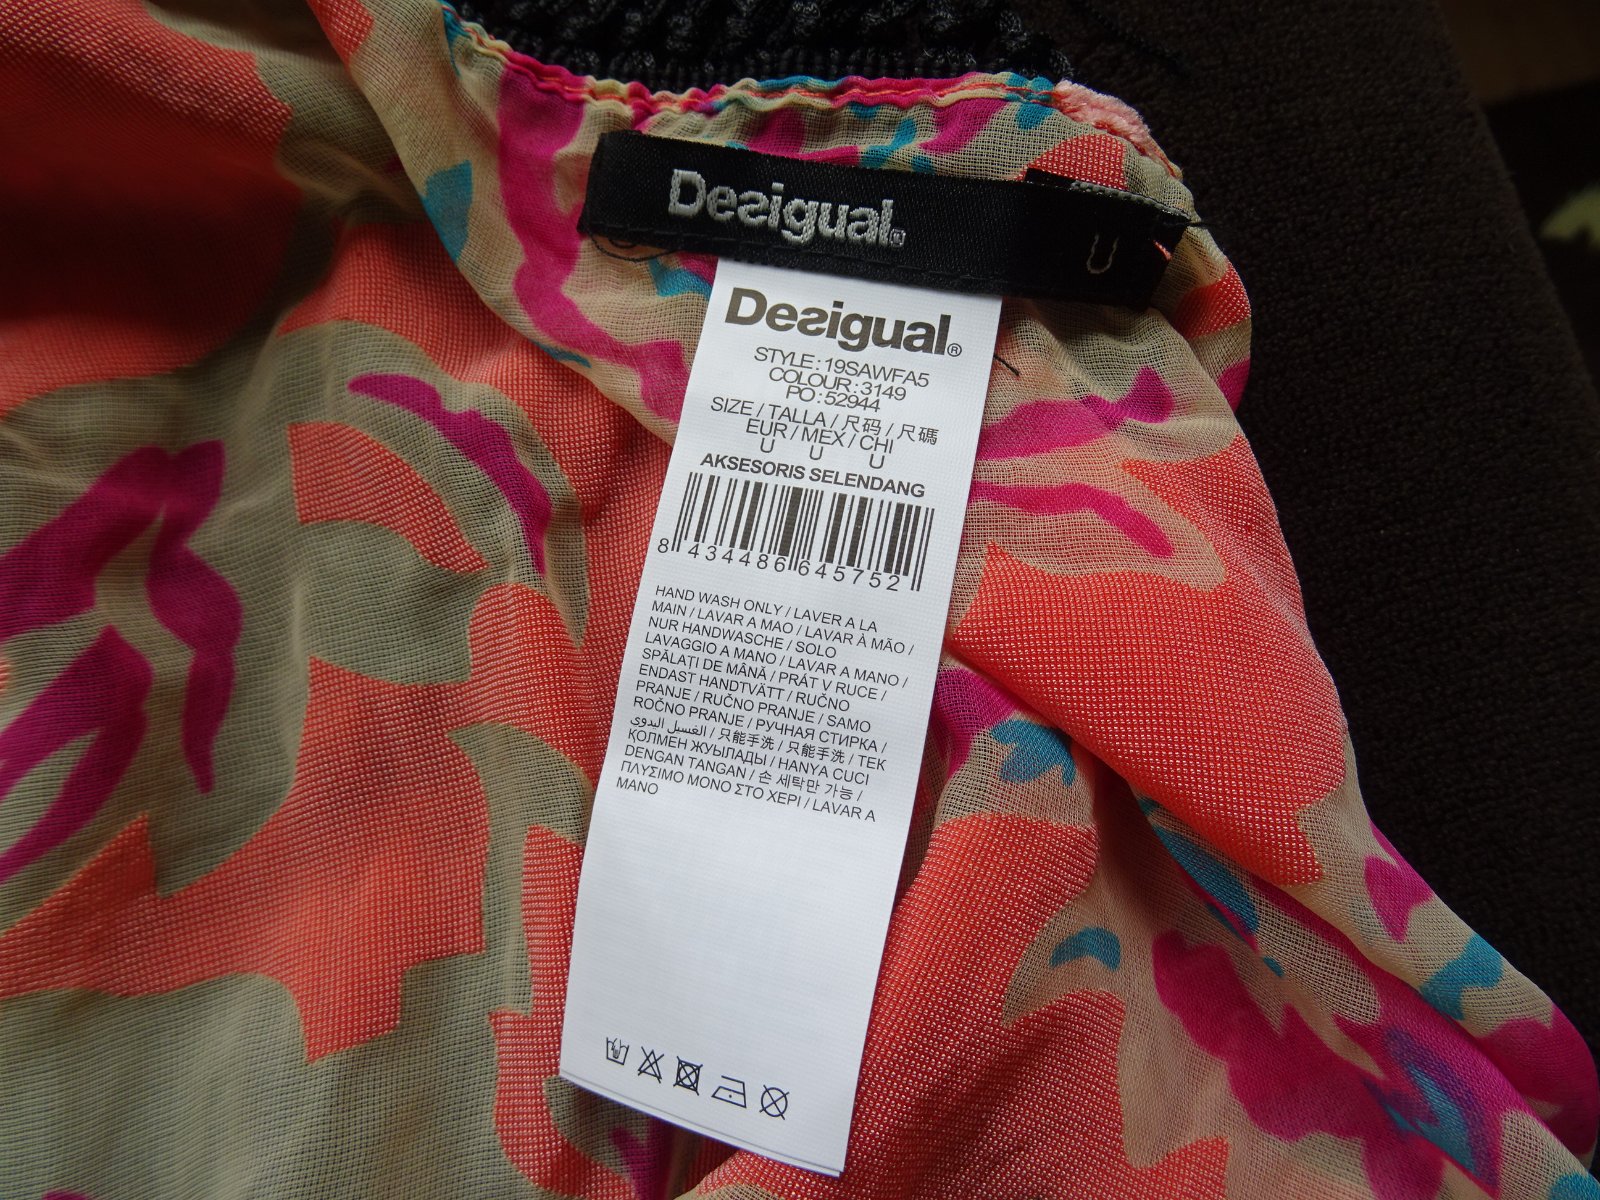 Desigual®
U
Desigual®
STYLE : 19SAWFA5
COLOUR : 3149
PO : 52944
SIZE / TALLA / 尺码 / 尺碼
EUR / MEX / CHI
U U U
AKSESORIS SELENDANG
8 434486 645752
HAND WASH ONLY / LAVER A LA
MAIN / LAVAR A MAO / LAVAR À MÃO /
NUR HANDWASCHE / SOLO
LAVAGGIO A MANO / LAVAR A MANO /
SPĂLAȚI DE MÂNĂ / PRÁT V RUCE /
ENDAST HANDTVÄTT / RUČNO
PRANJE / RUČNO PRANJE / SAMO
ROČNO PRANJE / РУЧНАЯ СТИРКА /
الغسيل اليدوي / 只能手洗 / 只能手洗 / ТЕК
ҚОЛМЕН ЖУЫЛАДЫ / HANYA CUCI
DENGAN TANGAN / 손 세탁만 가능 /
ΠΛΥΣΙΜΟ ΜΟΝΟ ΣΤΟ ΧΕΡΙ / LAVAR A
MANO